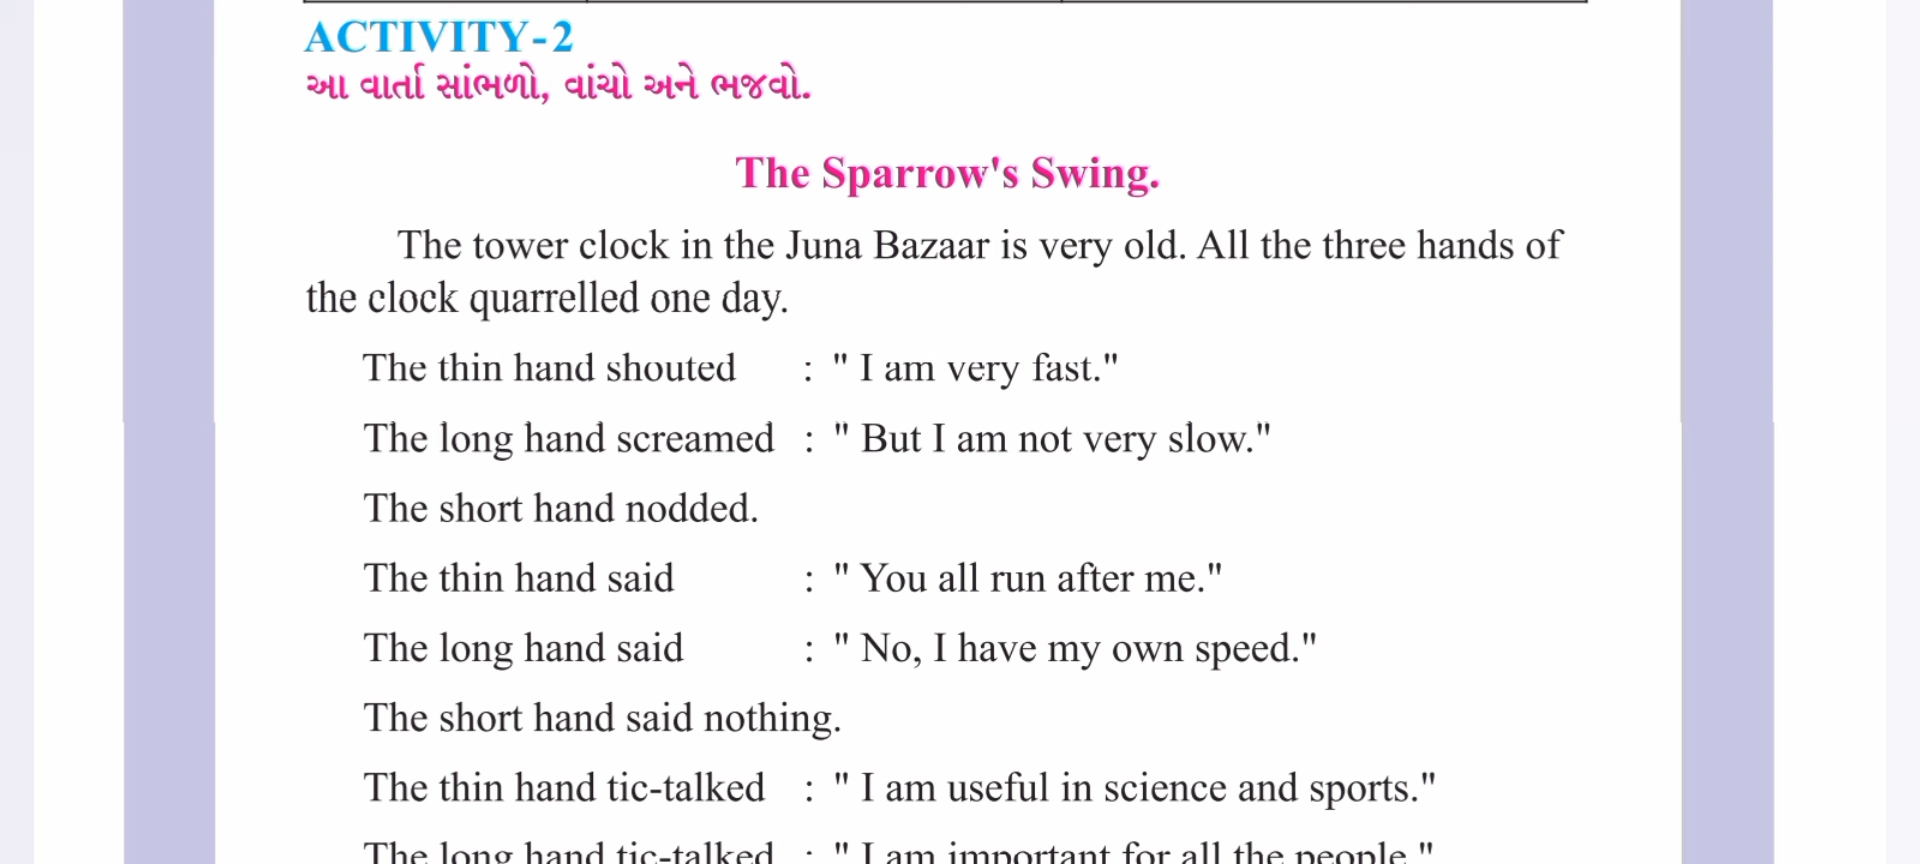 ACTIVITY-2
આ વાર્તા સાંભળો, વાંચો અને ભજવો.
The Sparrow's Swing.
The tower clock in the Juna Bazaar is very old. All the three hands of
the clock quarrelled one day.
The thin hand shouted : " I am very fast."
The long hand screamed : " But I am not very slow."
The short hand nodded.
The thin hand said : " You all run after me."
The long hand said : " No, I have my own speed."
The short hand said nothing.
The thin hand tic-talked : " I am useful in science and sports."
The long hand tic-talked : " I am important for all the people."